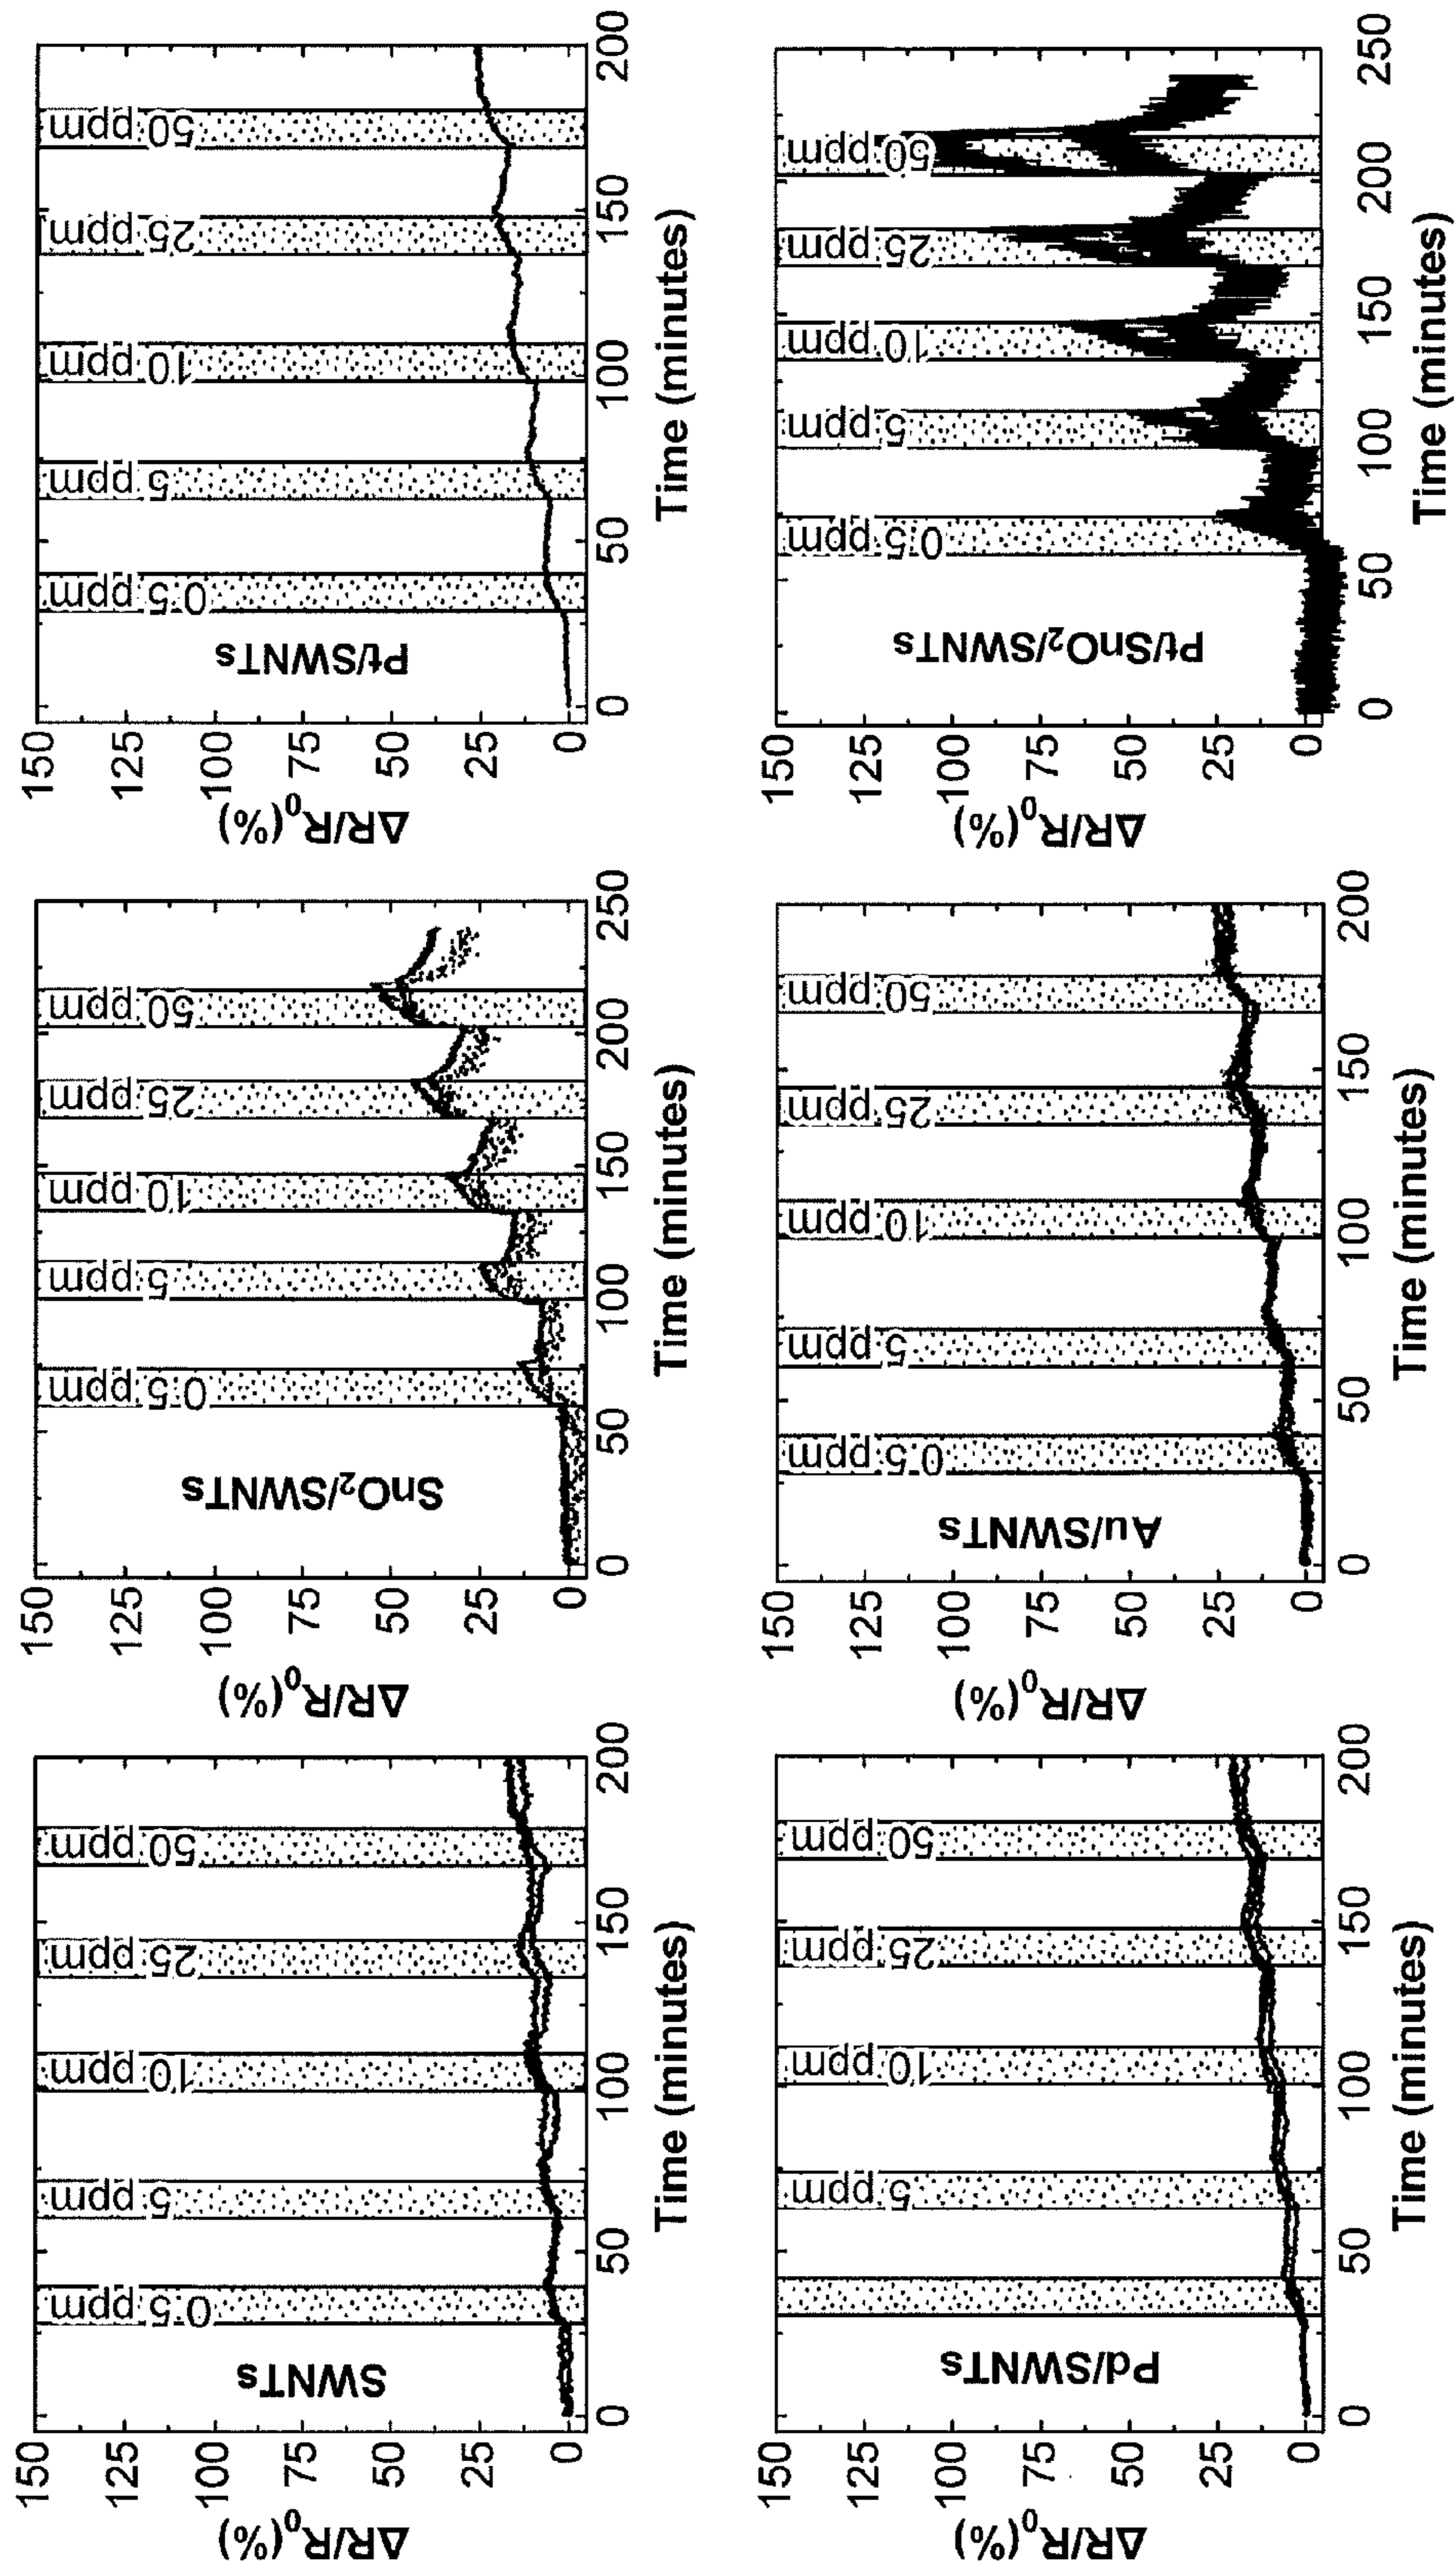 150
125
100
75
50
25
0
ΔR/R₀(%)
SWNTs
0.5 ppm
5 ppm
10 ppm
25 ppm
50 ppm
0
50
100
150
200
Time (minutes)
150
125
100
75
50
25
0
ΔR/R₀(%)
SnO₂/SWNTs
0.5 ppm
5 ppm
10 ppm
25 ppm
50 ppm
0
50
100
150
200
250
Time (minutes)
150
125
100
75
50
25
0
ΔR/R₀(%)
Pt/SWNTs
0.5 ppm
5 ppm
10 ppm
25 ppm
50 ppm
0
50
100
150
200
Time (minutes)
150
125
100
75
50
25
0
ΔR/R₀(%)
Pd/SWNTs
5 ppm
10 ppm
25 ppm
50 ppm
0
50
100
150
200
Time (minutes)
150
125
100
75
50
25
0
ΔR/R₀(%)
Au/SWNTs
0.5 ppm
5 ppm
10 ppm
25 ppm
50 ppm
0
50
100
150
200
Time (minutes)
150
125
100
75
50
25
0
ΔR/R₀(%)
Pt/SnO₂/SWNTs
0.5 ppm
5 ppm
10 ppm
25 ppm
50 ppm
0
50
100
150
200
250
Time (minutes)